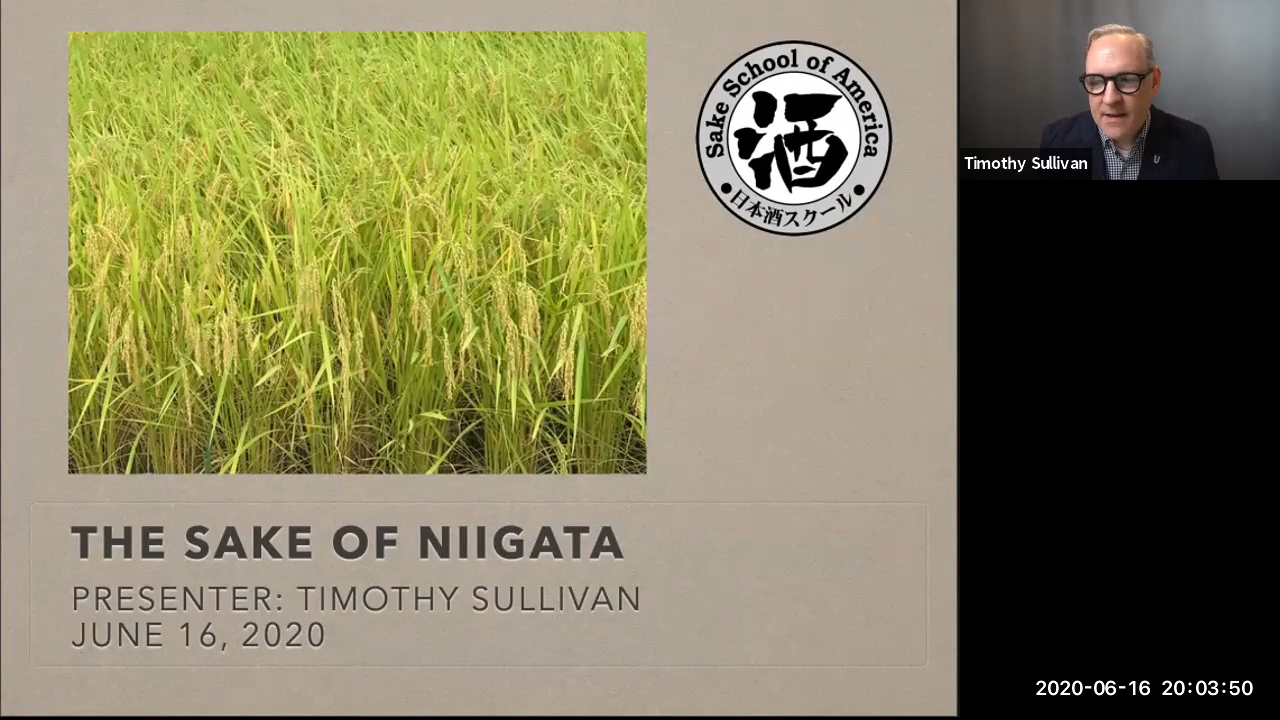 Sake School of America
酒
日本酒スクール
Timothy Sullivan
THE SAKE OF NIIGATA
PRESENTER: TIMOTHY SULLIVAN
JUNE 16, 2020
2020-06-16 20:03:50